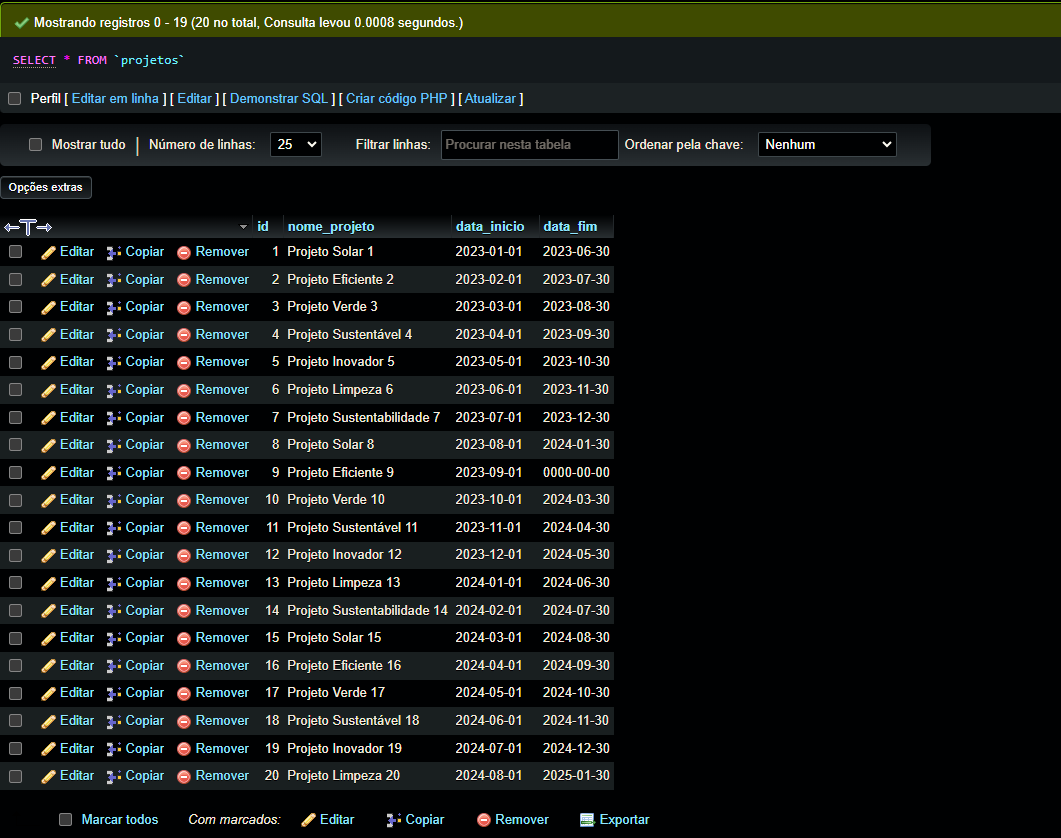 Mostrando registros 0 - 19 (20 no total, Consulta levou 0.0008 segundos.)
SELECT * FROM `projetos`
Perfil [ Editar em linha ] [ Editar ] [ Demonstrar SQL ] [ Criar código PHP ] [ Atualizar ]
Mostrar tudo | Número de linhas: 25 Filtrar linhas: Procurar nesta tabela Ordenar pela chave: Nenhum
Opções extras
←T→ id nome_projeto data_inicio data_fim
Editar Copiar Remover 1 Projeto Solar 1 2023-01-01 2023-06-30
Editar Copiar Remover 2 Projeto Eficiente 2 2023-02-01 2023-07-30
Editar Copiar Remover 3 Projeto Verde 3 2023-03-01 2023-08-30
Editar Copiar Remover 4 Projeto Sustentável 4 2023-04-01 2023-09-30
Editar Copiar Remover 5 Projeto Inovador 5 2023-05-01 2023-10-30
Editar Copiar Remover 6 Projeto Limpeza 6 2023-06-01 2023-11-30
Editar Copiar Remover 7 Projeto Sustentabilidade 7 2023-07-01 2023-12-30
Editar Copiar Remover 8 Projeto Solar 8 2023-08-01 2024-01-30
Editar Copiar Remover 9 Projeto Eficiente 9 2023-09-01 0000-00-00
Editar Copiar Remover 10 Projeto Verde 10 2023-10-01 2024-03-30
Editar Copiar Remover 11 Projeto Sustentável 11 2023-11-01 2024-04-30
Editar Copiar Remover 12 Projeto Inovador 12 2023-12-01 2024-05-30
Editar Copiar Remover 13 Projeto Limpeza 13 2024-01-01 2024-06-30
Editar Copiar Remover 14 Projeto Sustentabilidade 14 2024-02-01 2024-07-30
Editar Copiar Remover 15 Projeto Solar 15 2024-03-01 2024-08-30
Editar Copiar Remover 16 Projeto Eficiente 16 2024-04-01 2024-09-30
Editar Copiar Remover 17 Projeto Verde 17 2024-05-01 2024-10-30
Editar Copiar Remover 18 Projeto Sustentável 18 2024-06-01 2024-11-30
Editar Copiar Remover 19 Projeto Inovador 19 2024-07-01 2024-12-30
Editar Copiar Remover 20 Projeto Limpeza 20 2024-08-01 2025-01-30
Marcar todos Com marcados: Editar Copiar Remover Exportar